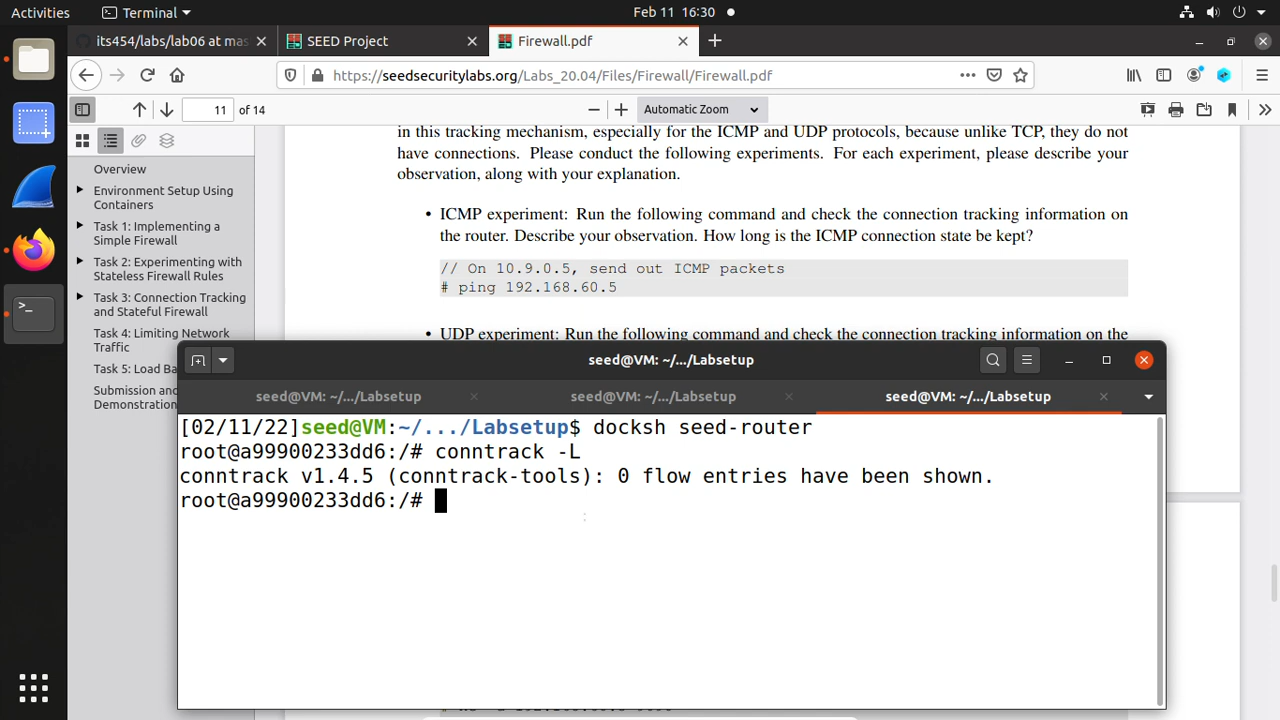 Activities
Terminal
Feb 11 16:30
its454/labs/lab06 at mas
SEED Project
Firewall.pdf
https://seedsecuritylabs.org/Labs_20.04/Files/Firewall/Firewall.pdf
11 of 14
Automatic Zoom
Overview
Environment Setup Using
Containers
Task 1: Implementing a
Simple Firewall
Task 2: Experimenting with
Stateless Firewall Rules
Task 3: Connection Tracking
and Stateful Firewall
Task 4: Limiting Network
Traffic
Task 5: Load Ba
Submission and
Demonstration
in this tracking mechanism, especially for the ICMP and UDP protocols, because unlike TCP, they do not
have connections. Please conduct the following experiments. For each experiment, please describe your
observation, along with your explanation.
• ICMP experiment: Run the following command and check the connection tracking information on
the router. Describe your observation. How long is the ICMP connection state be kept?
// On 10.9.0.5, send out ICMP packets
# ping 192.168.60.5
• UDP experiment: Run the following command and check the connection tracking information on the
seed@VM: ~/.../Labsetup
seed@VM: ~/.../Labsetup
seed@VM: ~/.../Labsetup
seed@VM: ~/.../Labsetup
[02/11/22]seed@VM:~/.../Labsetup$ docksh seed-router
root@a99900233dd6:/# conntrack -L
conntrack v1.4.5 (conntrack-tools): 0 flow entries have been shown.
root@a99900233dd6:/#